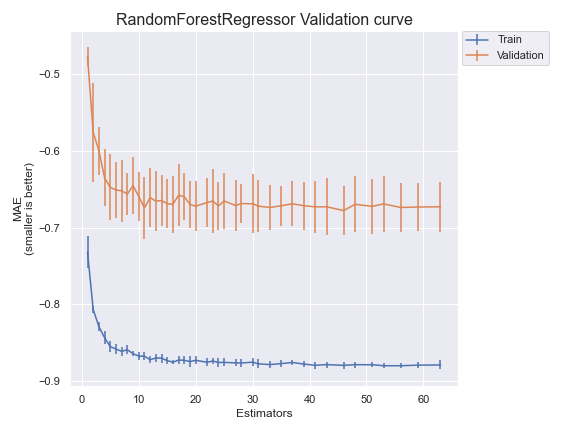 RandomForestRegressor Validation curve
Train
Validation
−0.5
−0.6
−0.7
−0.8
−0.9
MAE
(smaller is better)
0 10 20 30 40 50 60
Estimators